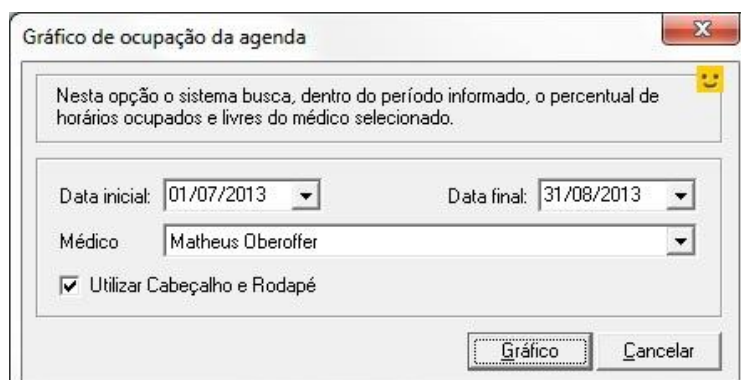 Gráfico de ocupação da agenda
Nesta opção o sistema busca, dentro do período informado, o percentual de
horários ocupados e livres do médico selecionado.
Data inicial: 01/07/2013 Data final: 31/08/2013
Médico Matheus Oberoffer
Utilizar Cabeçalho e Rodapé
Gráfico Cancelar